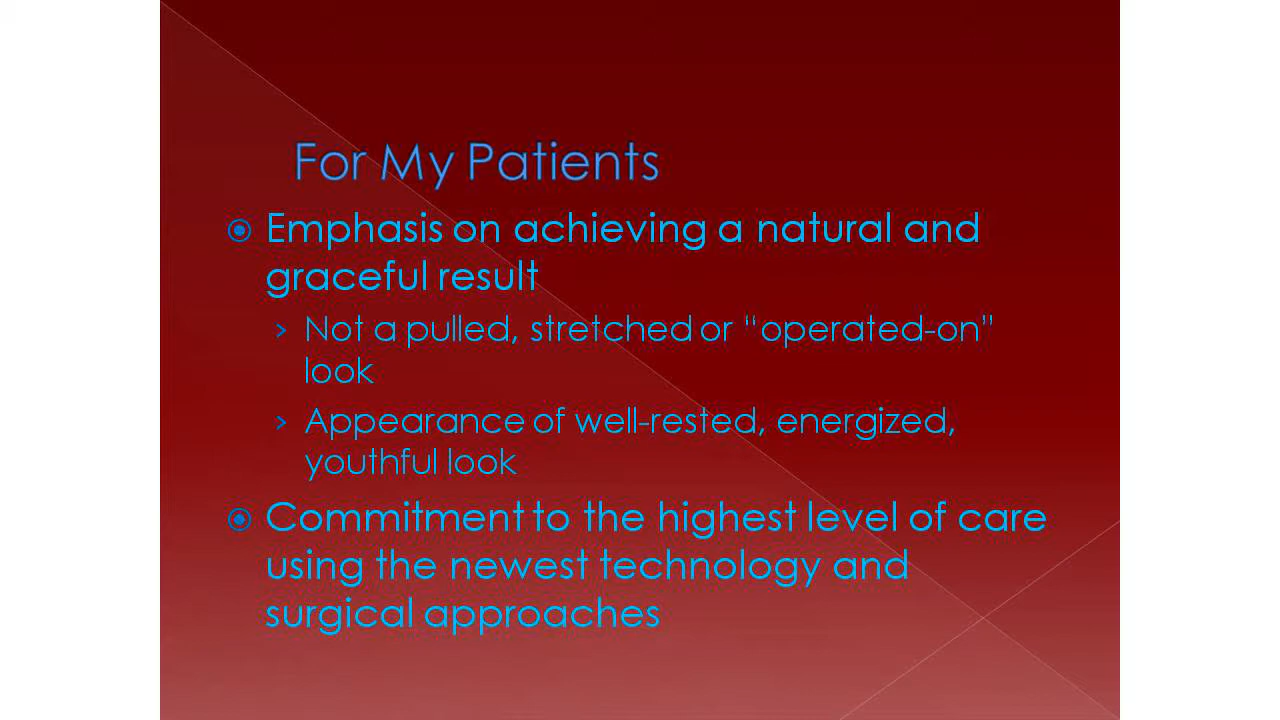 For My Patients
Emphasis on achieving a natural and
graceful result
Not a pulled, stretched or “operated-on”
look
Appearance of well-rested, energized,
youthful look
Commitment to the highest level of care
using the newest technology and
surgical approaches